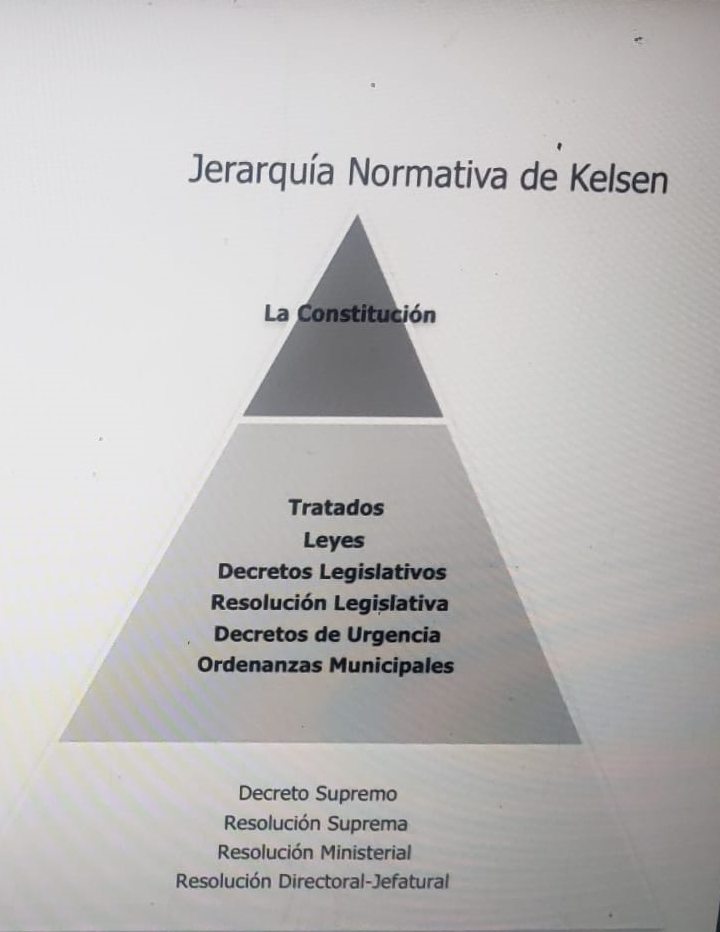 Jerarquía Normativa de Kelsen
La Constitución
Tratados
Leyes
Decretos Legislativos
Resolución Legislativa
Decretos de Urgencia
Ordenanzas Municipales
Decreto Supremo
Resolución Suprema
Resolución Ministerial
Resolución Directoral-Jefatural